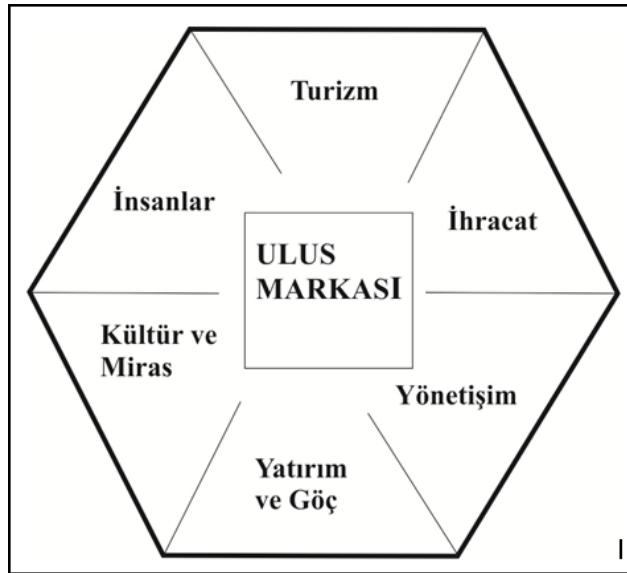 Turizm
İnsanlar
İhracat
ULUS
MARKASI
Kültür ve
Miras
Yönetişim
Yatırım
ve Göç